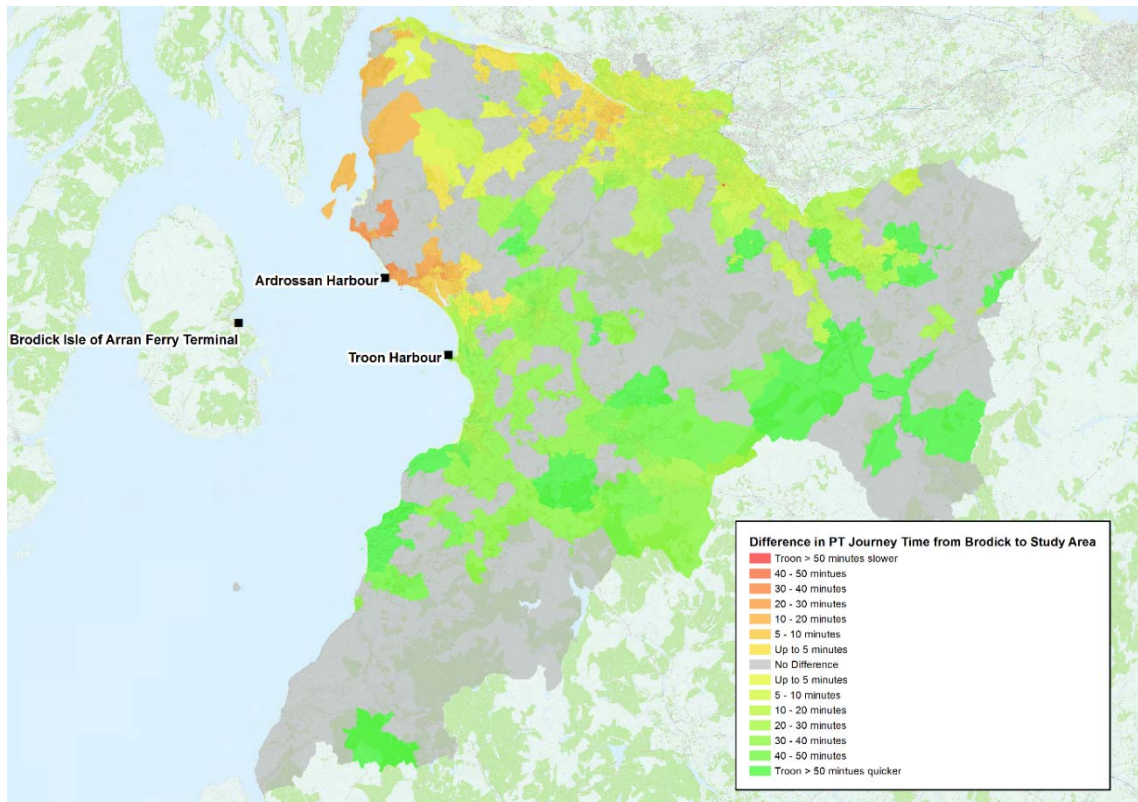 Ardrossan Harbour
Brodick Isle of Arran Ferry Terminal
Troon Harbour
Difference in PT Journey Time from Brodick to Study Area
Troon > 50 minutes slower
40 - 50 mintues
30 - 40 minutes
20 - 30 minutes
10 - 20 minutes
5 - 10 minutes
Up to 5 minutes
No Difference
Up to 5 minutes
5 - 10 minutes
10 - 20 minutes
20 - 30 minutes
30 - 40 minutes
40 - 50 minutes
Troon > 50 mintues quicker